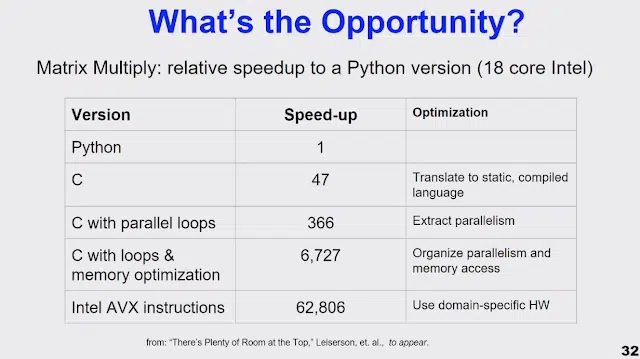 What's the Opportunity?
Matrix Multiply: relative speedup to a Python version (18 core Intel)
Version Speed-up Optimization
Python 1
C 47 Translate to static, compiled
language
C with parallel loops 366 Extract parallelism
C with loops & 6,727 Organize parallelism and
memory optimization memory access
Intel AVX instructions 62,806 Use domain-specific HW
from: "There's Plenty of Room at the Top," Leiserson, et. al., to appear.
32